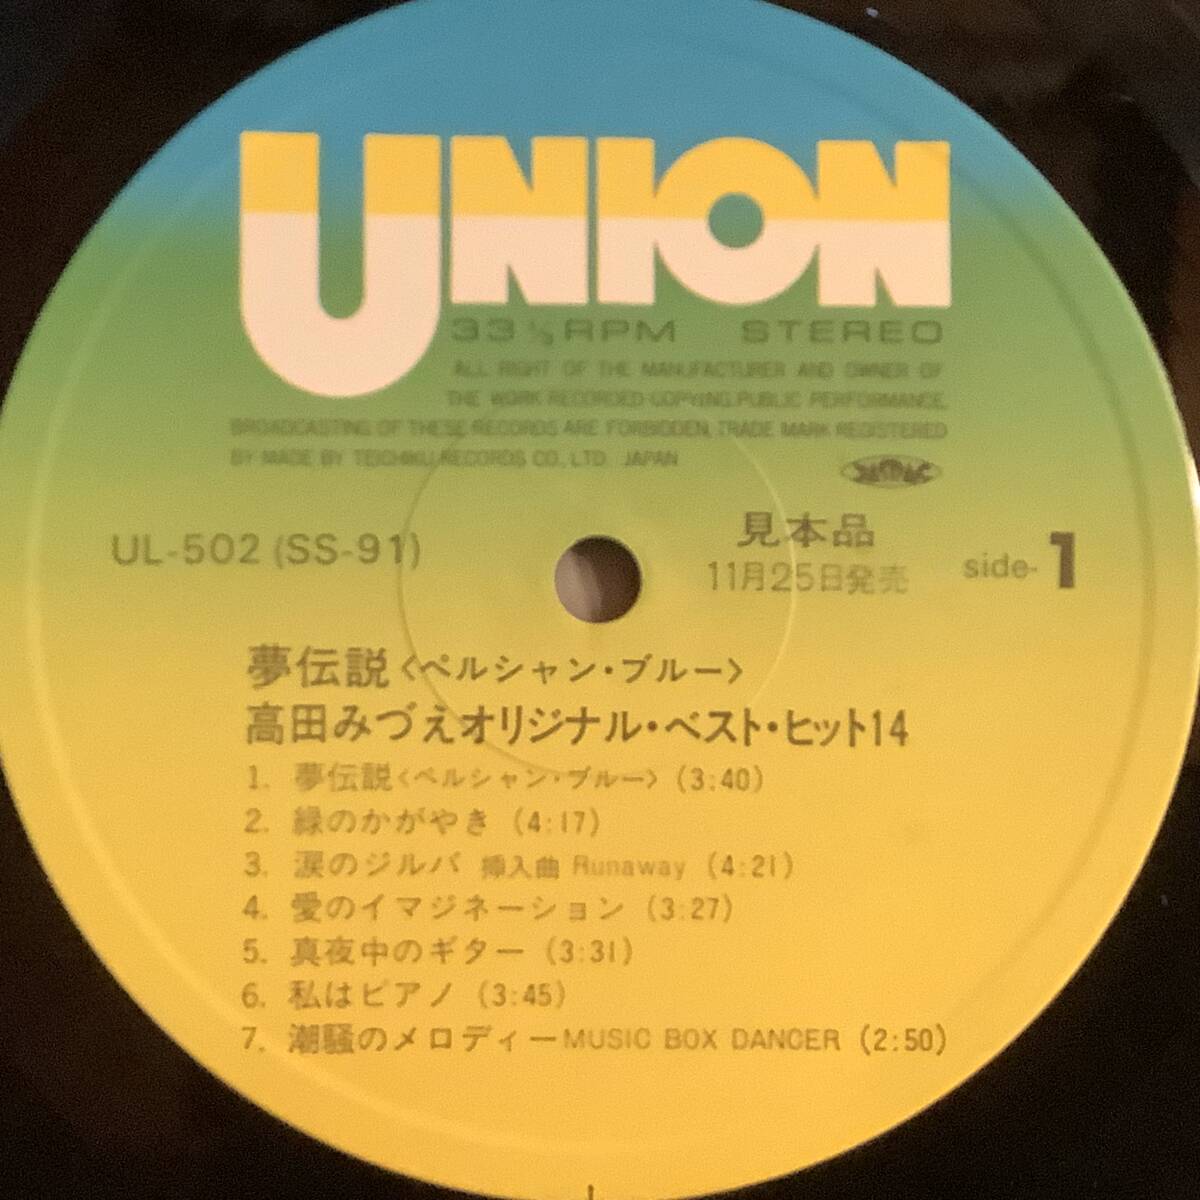 UNION
33 1/3 RPM STEREO
ALL RIGHT OF THE MANUFACTURER AND OWNER OF
THE WORK RECORDED COPYING, PUBLIC PERFORMANCE,
BROADCASTING OF THESE RECORDS ARE FORBIDDEN, TRADE MARK REGISTERED
BY MADE BY TEICHIKU RECORDS CO., LTD. JAPAN
JASRAC
UL-502 (SS-91)
見本品
11月25日発売
side-1
夢伝説〈ペルシャン・ブルー〉
高田みづえオリジナル・ベスト・ヒット14
1. 夢伝説〈ペルシャン・ブルー〉 (3:40)
2. 緑のかがやき (4:17)
3. 涙のジルバ 挿入曲 Runaway (4:21)
4. 愛のイマジネーション (3:27)
5. 真夜中のギター (3:31)
6. 私はピアノ (3:45)
7. 潮騒のメロディー MUSIC BOX DANCER (2:50)